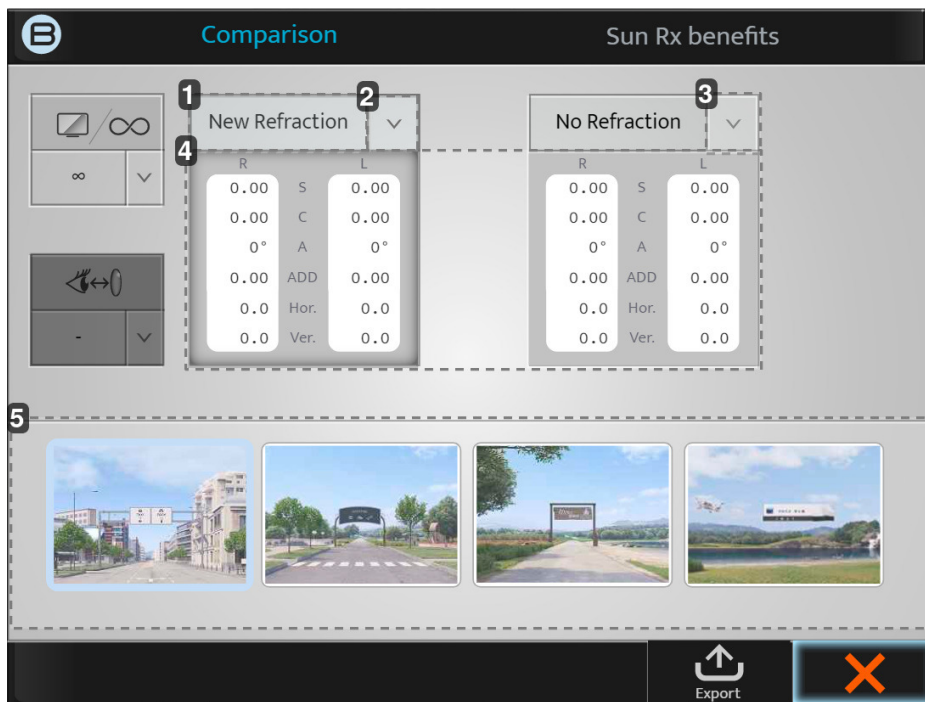 B Comparison Sun Rx benefits
1 2 3
/∞ New Refraction No Refraction
4
R L R L
∞
0.00 S 0.00 0.00 S 0.00
0.00 C 0.00 0.00 C 0.00
0° A 0° 0° A 0°
0.00 ADD 0.00 0.00 ADD 0.00
0.0 Hor. 0.0 0.0 Hor. 0.0
- 0.0 Ver. 0.0 0.0 Ver. 0.0
5
Export